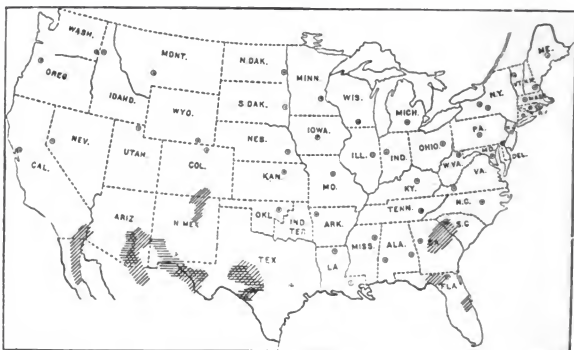 WASH.
MONT.
N.DAK.
MINN.
ME.
OREG
IDAHO.
WYO.
S.DAK.
WIS.
MICH.
N.Y.
VT.
N.H.
NEV.
UTAH.
COL.
NEB.
IOWA.
ILL.
IND.
OHIO.
PA.
CAL.
KAN.
MO.
KY.
W.VA.
VA.
MD.
DEL.
ARIZ
N MEX
OKL
IND.
TER
ARK.
TENN.
N.C.
S.C.
TEX
LA
MISS.
ALA.
GA.
FLA.